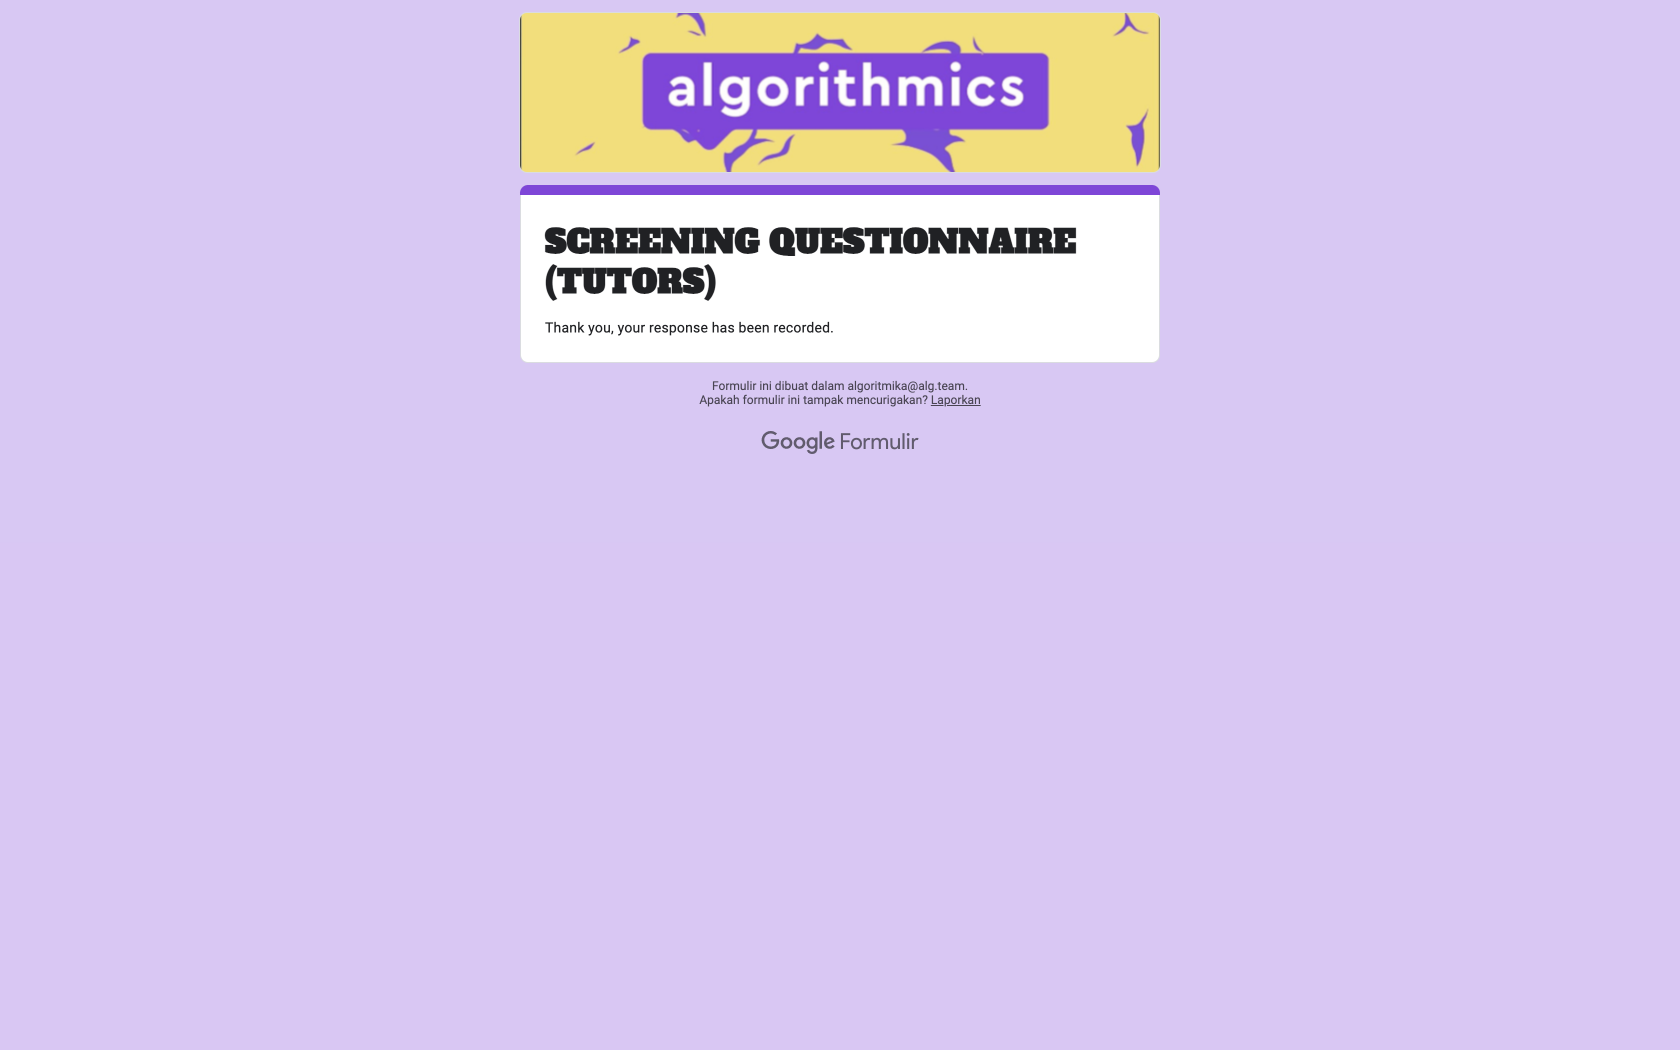 algorithmics
SCREENING QUESTIONNAIRE
(TUTORS)
Thank you, your response has been recorded.
Formulir ini dibuat dalam algoritmika@alg.team.
Apakah formulir ini tampak mencurigakan? Laporkan
Google Formulir